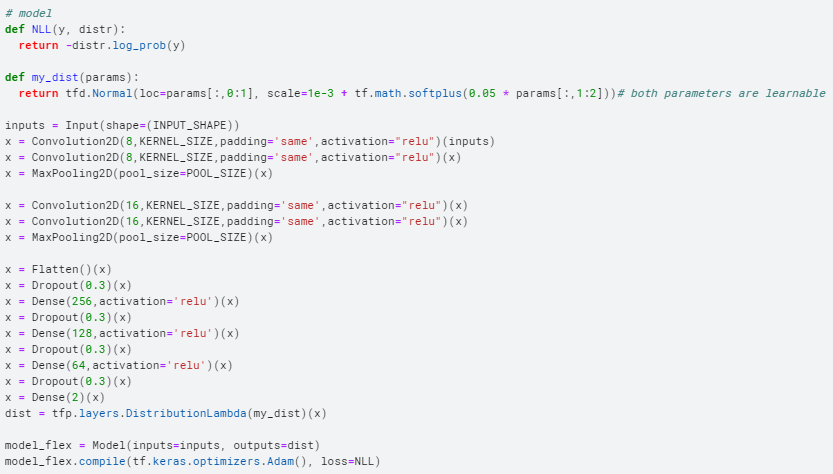 # model
def NLL(y, distr):
  return -distr.log_prob(y)

def my_dist(params):
  return tfd.Normal(loc=params[:,0:1], scale=1e-3 + tf.math.softplus(0.05 * params[:,1:2]))# both parameters are learnable

inputs = Input(shape=(INPUT_SHAPE))
x = Convolution2D(8,KERNEL_SIZE,padding='same',activation="relu")(inputs)
x = Convolution2D(8,KERNEL_SIZE,padding='same',activation="relu")(x)
x = MaxPooling2D(pool_size=POOL_SIZE)(x)

x = Convolution2D(16,KERNEL_SIZE,padding='same',activation="relu")(x)
x = Convolution2D(16,KERNEL_SIZE,padding='same',activation="relu")(x)
x = MaxPooling2D(pool_size=POOL_SIZE)(x)

x = Flatten()(x)
x = Dropout(0.3)(x)
x = Dense(256,activation='relu')(x)
x = Dropout(0.3)(x)
x = Dense(128,activation='relu')(x)
x = Dropout(0.3)(x)
x = Dense(64,activation='relu')(x)
x = Dropout(0.3)(x)
x = Dense(2)(x)
dist = tfp.layers.DistributionLambda(my_dist)(x)

model_flex = Model(inputs=inputs, outputs=dist)
model_flex.compile(tf.keras.optimizers.Adam(), loss=NLL)